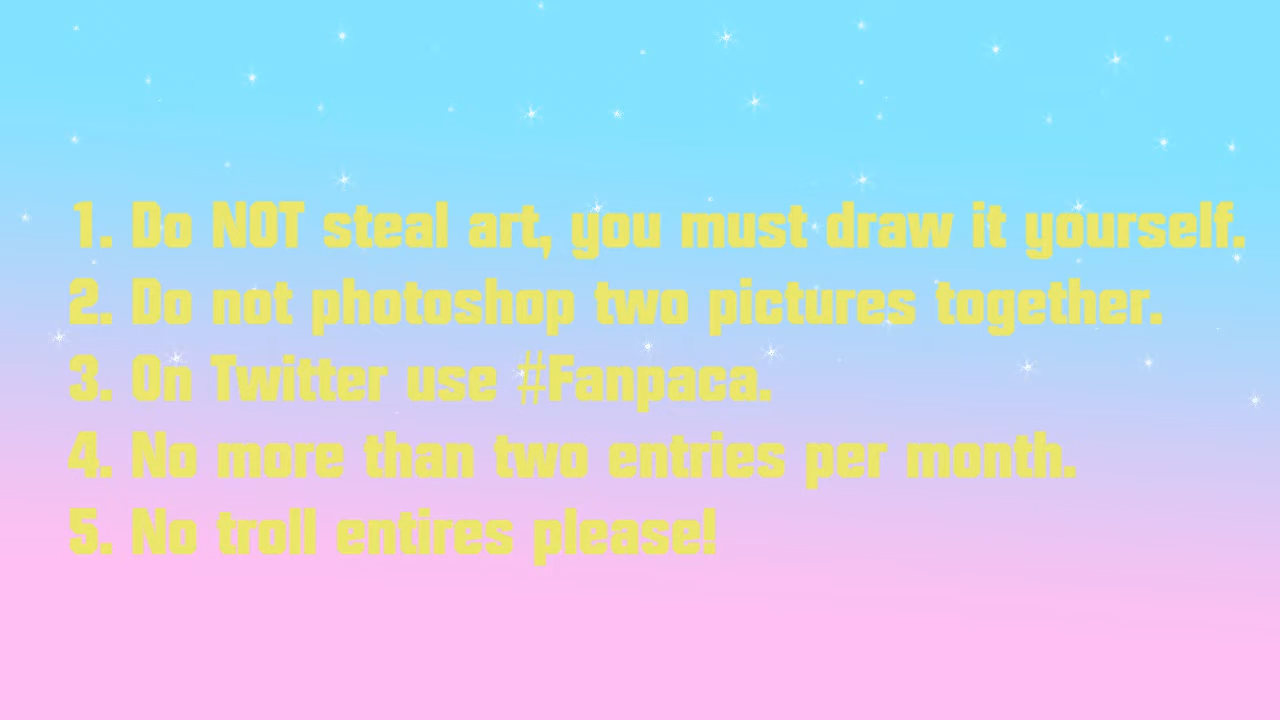 1. Do NOT steal art, you must draw it yourself.
2. Do not photoshop two pictures together.
3. On Twitter use #Fanpaca.
4. No more than two entries per month.
5. No troll entires please!